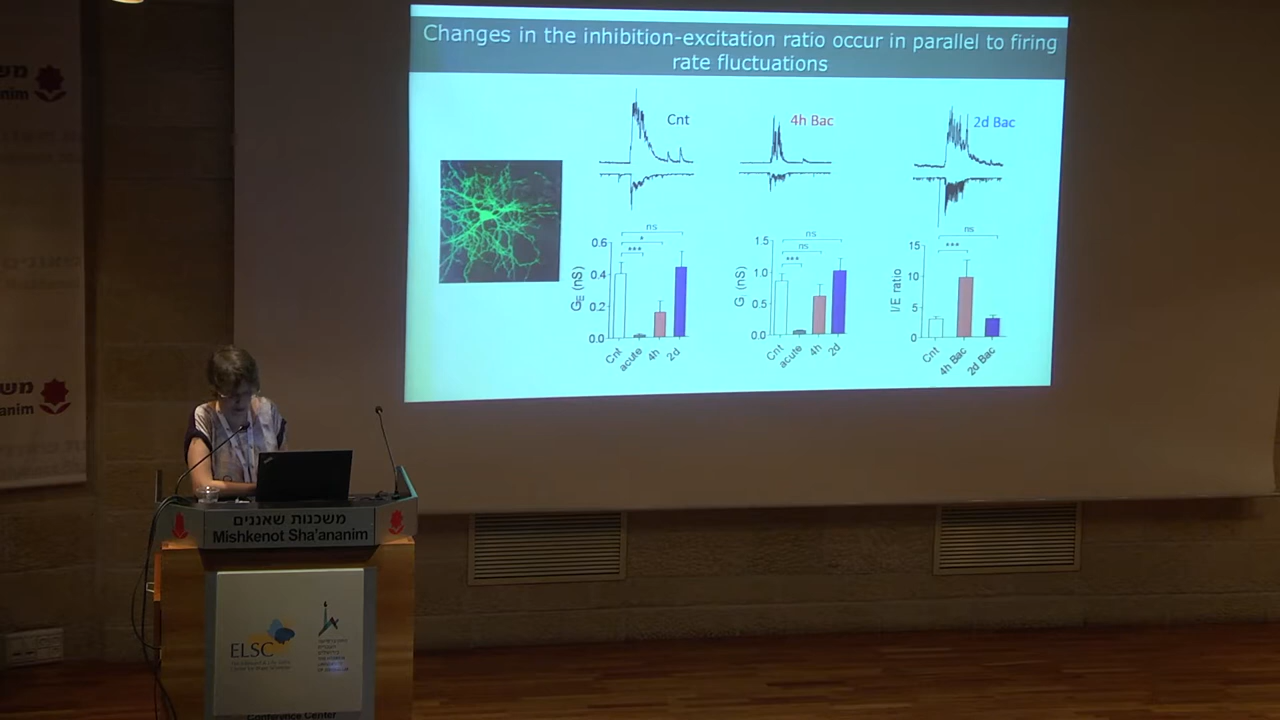 Changes in the inhibition-excitation ratio occur in parallel to firing
rate fluctuations
Cnt
4h Bac
2d Bac
ns
*
***
0.6
0.4
0.2
0.0
GE (nS)
Cnt
acute
4h
2d
ns
ns
***
1.5
1.0
0.5
0.0
G (nS)
Cnt
acute
4h
2d
ns
***
15
10
5
0
I/E ratio
Cnt
4h Bac
2d Bac
משכנות שאננים
Mishkenot Sha'ananim
ELSC
Conference Center